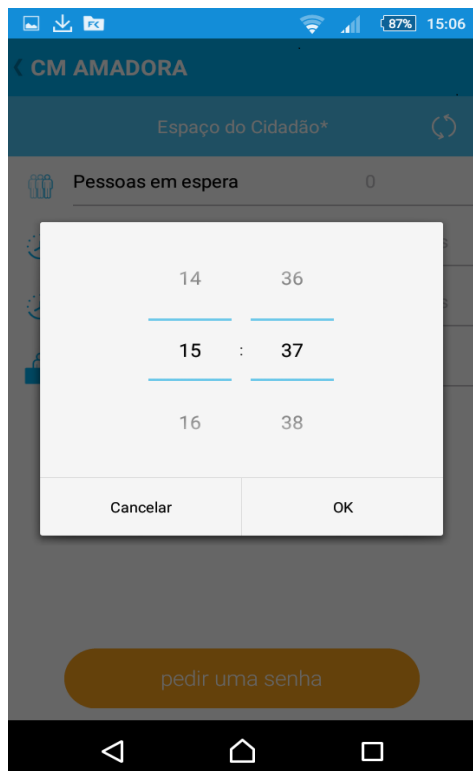 FK 87% 15:06
CM AMADORA
Espaço do Cidadão*
Pessoas em espera 0
14 36
15 : 37
16 38
Cancelar OK
pedir uma senha